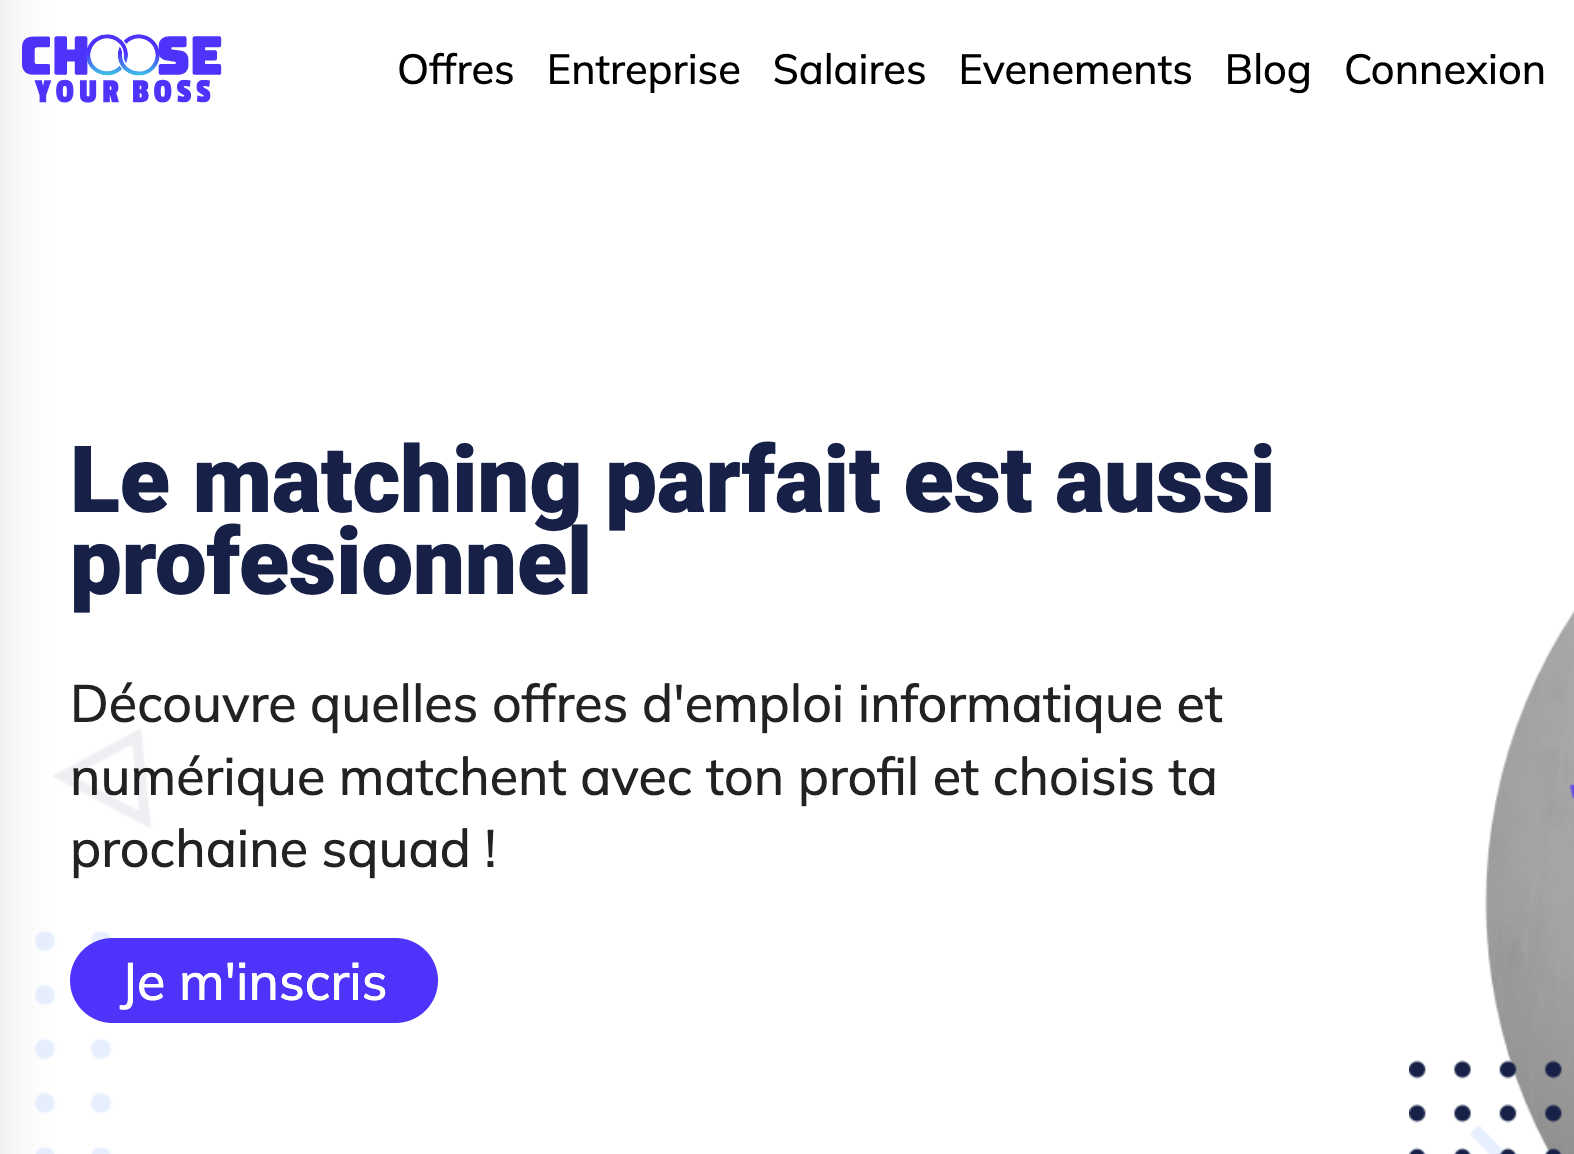 CHOOSE
YOUR BOSS
Offres Entreprise Salaires Evenements Blog Connexion
Le matching parfait est aussi
profesionnel
Découvre quelles offres d'emploi informatique et
numérique matchent avec ton profil et choisis ta
prochaine squad !
Je m'inscris